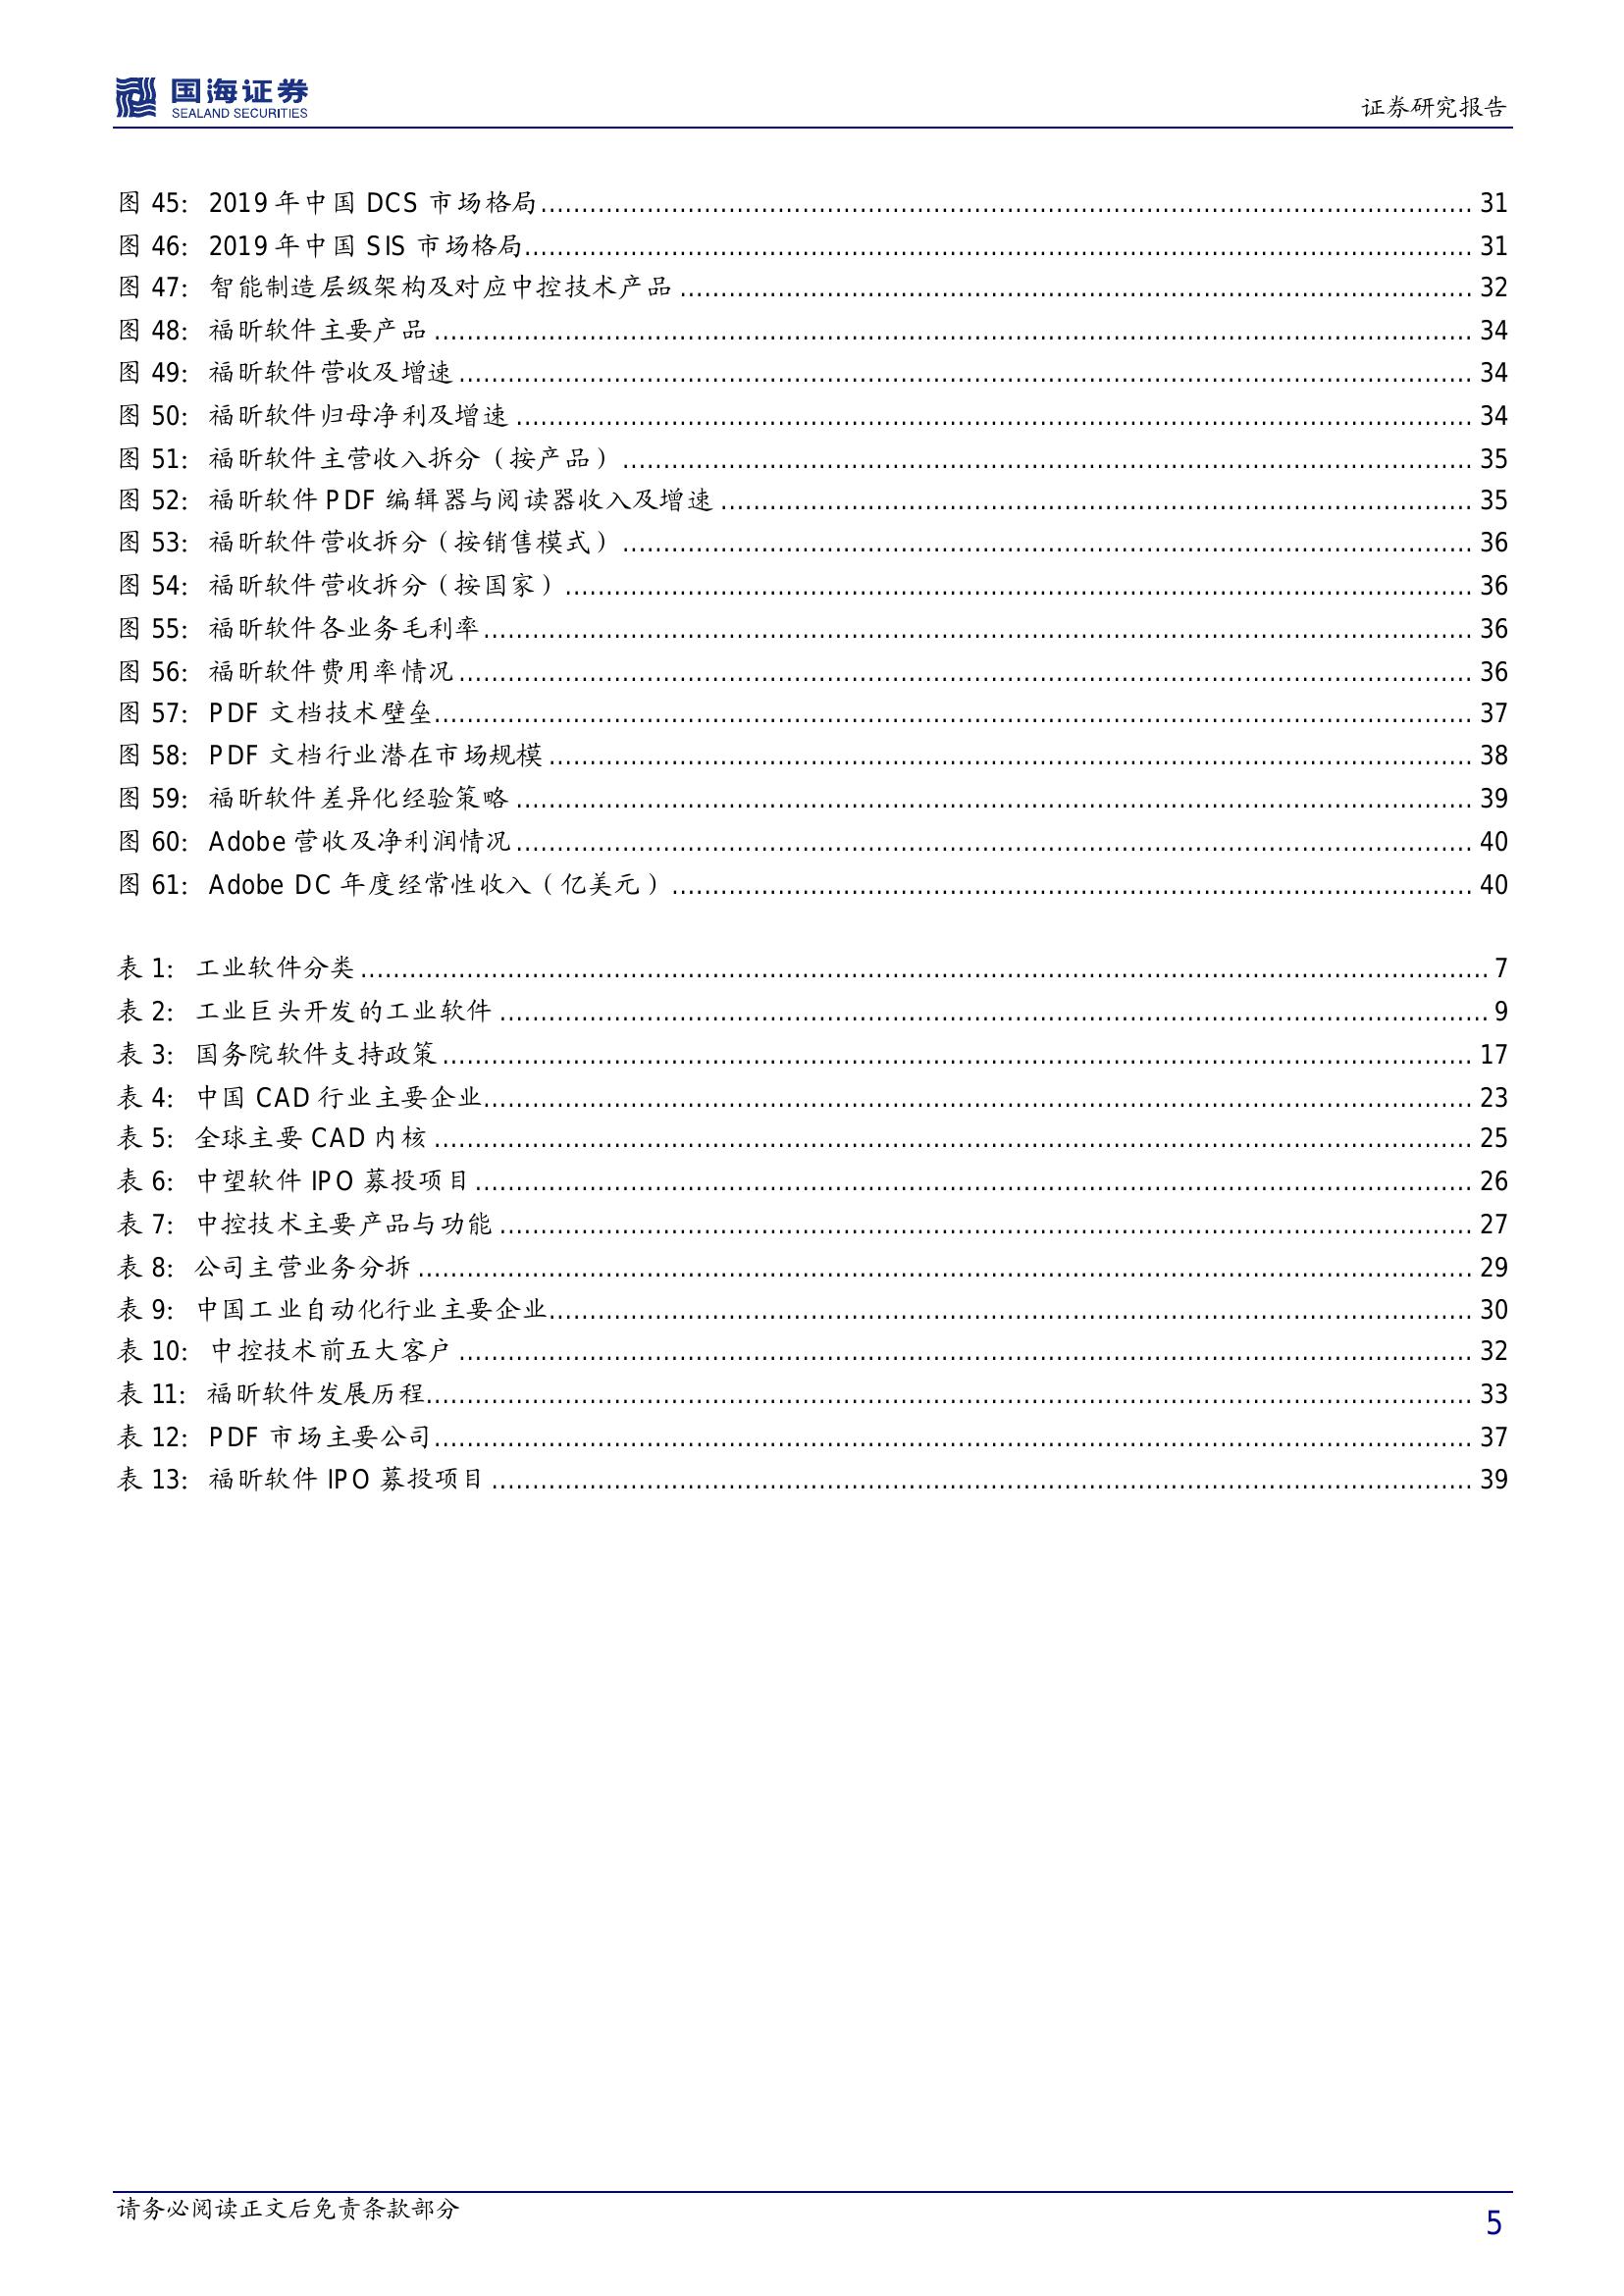 国海证券
SEALAND SECURITIES
证券研究报告
图 45: 2019 年中国 DCS 市场格局 31
图 46: 2019 年中国 SIS 市场格局 31
图 47: 智能制造层级架构及对应中控技术产品 32
图 48: 福昕软件主要产品 34
图 49: 福昕软件营收及增速 34
图 50: 福昕软件归母净利及增速 34
图 51: 福昕软件主营收入拆分（按产品） 35
图 52: 福昕软件 PDF 编辑器与阅读器收入及增速 35
图 53: 福昕软件营收拆分（按销售模式） 36
图 54: 福昕软件营收拆分（按国家） 36
图 55: 福昕软件各业务毛利率 36
图 56: 福昕软件费用率情况 36
图 57: PDF 文档技术壁垒 37
图 58: PDF 文档行业潜在市场规模 38
图 59: 福昕软件差异化经验策略 39
图 60: Adobe 营收及净利润情况 40
图 61: Adobe DC 年度经常性收入（亿美元） 40
表 1: 工业软件分类 7
表 2: 工业巨头开发的工业软件 9
表 3: 国务院软件支持政策 17
表 4: 中国 CAD 行业主要企业 23
表 5: 全球主要 CAD 内核 25
表 6: 中望软件 IPO 募投项目 26
表 7: 中控技术主要产品与功能 27
表 8: 公司主营业务分拆 29
表 9: 中国工业自动化行业主要企业 30
表 10: 中控技术前五大客户 32
表 11: 福昕软件发展历程 33
表 12: PDF 市场主要公司 37
表 13: 福昕软件 IPO 募投项目 39
请务必阅读正文后免责条款部分
5